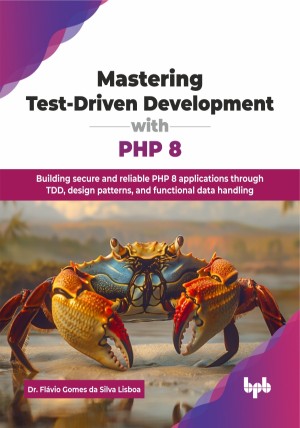 Mastering
Test-Driven Development
with
PHP 8
Building secure and reliable PHP 8 applications through
TDD, design patterns, and functional data handling
Dr. Flávio Gomes da Silva Lisboa
bpb